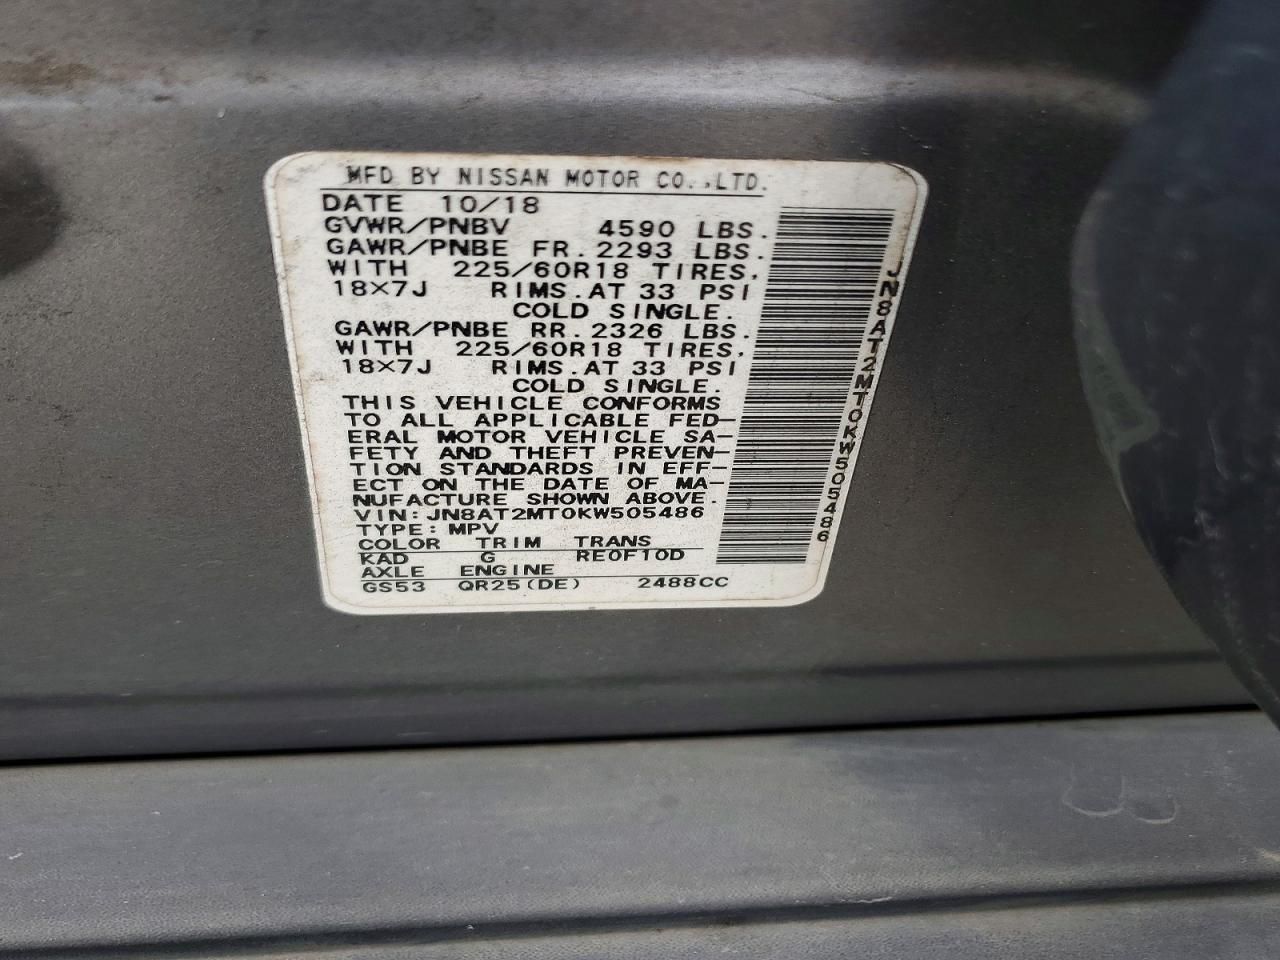 MFD BY NISSAN MOTOR CO.,LTD.
DATE 10/18
GVWR/PNBV 4590 LBS.
GAWR/PNBE FR.2293 LBS.
WITH 225/60R18 TIRES,
18×7J RIMS.AT 33 PSI
COLD SINGLE.
GAWR/PNBE RR.2326 LBS.
WITH 225/60R18 TIRES,
18×7J RIMS.AT 33 PSI
COLD SINGLE.
THIS VEHICLE CONFORMS
TO ALL APPLICABLE FED-
ERAL MOTOR VEHICLE SA-
FETY AND THEFT PREVEN-
TION STANDARDS IN EFF-
ECT ON THE DATE OF MA-
NUFACTURE SHOWN ABOVE.
VIN:JN8AT2MT0KW505486
TYPE:MPV
COLOR TRIM TRANS
KAD G RE0F10D
AXLE ENGINE
GS53 QR25(DE) 2488CC
JN8AT2MT0KW505486